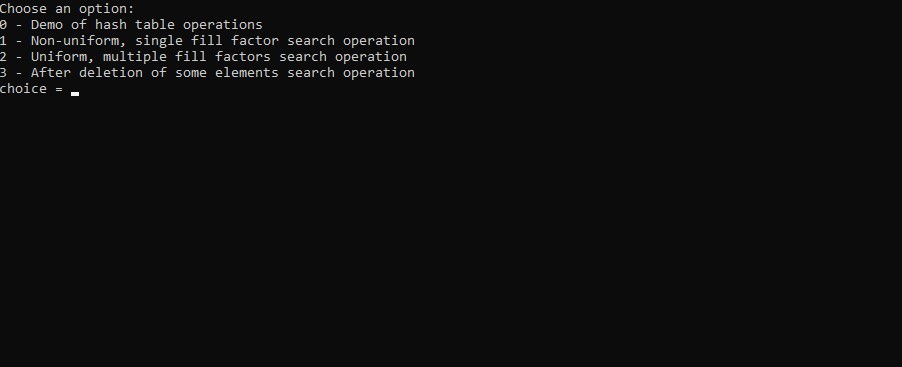 Choose an option:
0 - Demo of hash table operations
1 - Non-uniform, single fill factor search operation
2 - Uniform, multiple fill factors search operation
3 - After deletion of some elements search operation
choice =